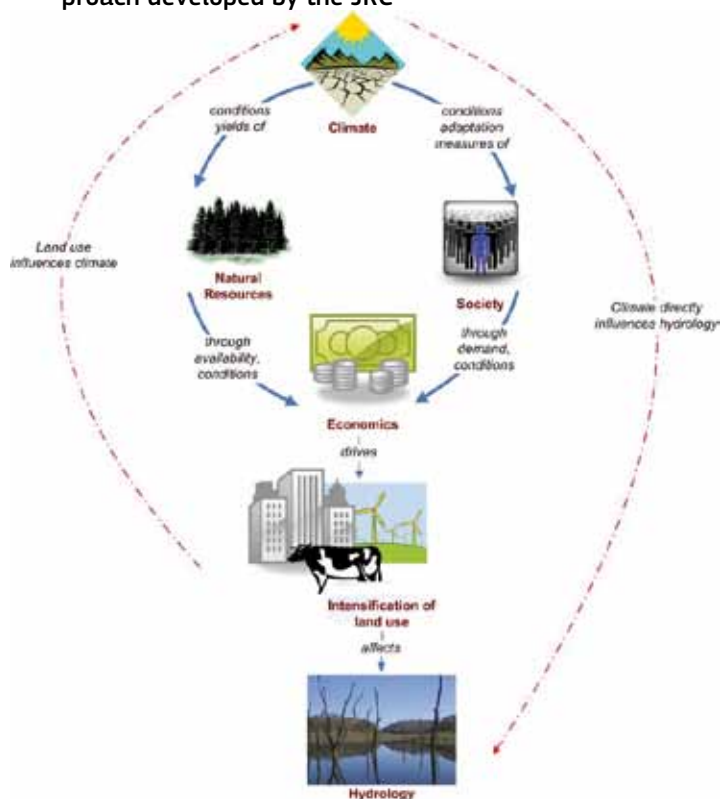 proach developed by the JRC
conditions
yields of
Climate
conditions
adaptation
measures of
Land use
influences climate
Natural
Resources
Society
Climate directly
influences hydrology
through
availability,
conditions
through
demand,
conditions
Economics
drives
Intensification of
land use
affects
Hydrology